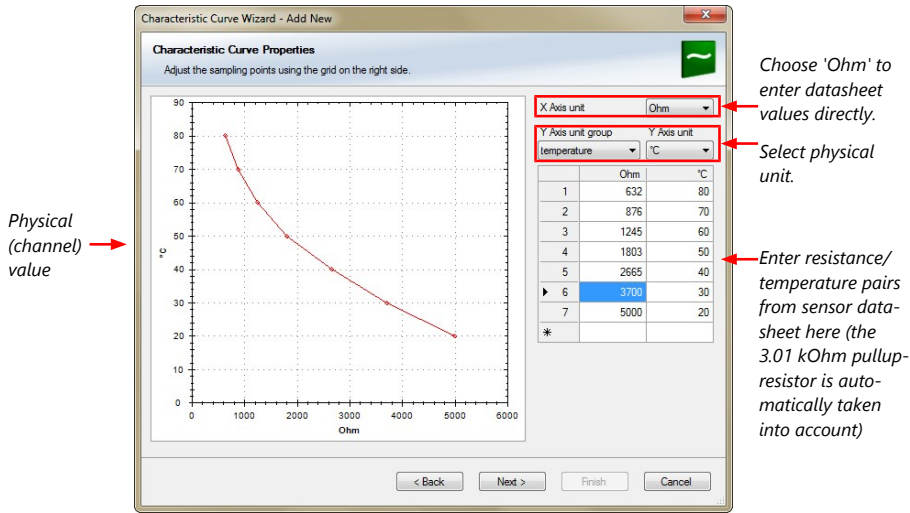 Characteristic Curve Wizard - Add New
Characteristic Curve Properties
Adjust the sampling points using the grid on the right side.
Physical
(channel)
value
90
80
70
60
50
40
30
20
10
0
°C
0 1000 2000 3000 4000 5000 6000
Ohm
X Axis unit Ohm
Y Axis unit group Y Axis unit
temperature °C
Ohm °C
1 632 80
2 876 70
3 1245 60
4 1803 50
5 2665 40
6 3700 30
7 5000 20
Choose 'Ohm' to
enter datasheet
values directly.
Select physical
unit.
Enter resistance/
temperature pairs
from sensor data-
sheet here (the
3.01 kOhm pullup-
resistor is auto-
matically taken
into account)
< Back Next > Finish Cancel